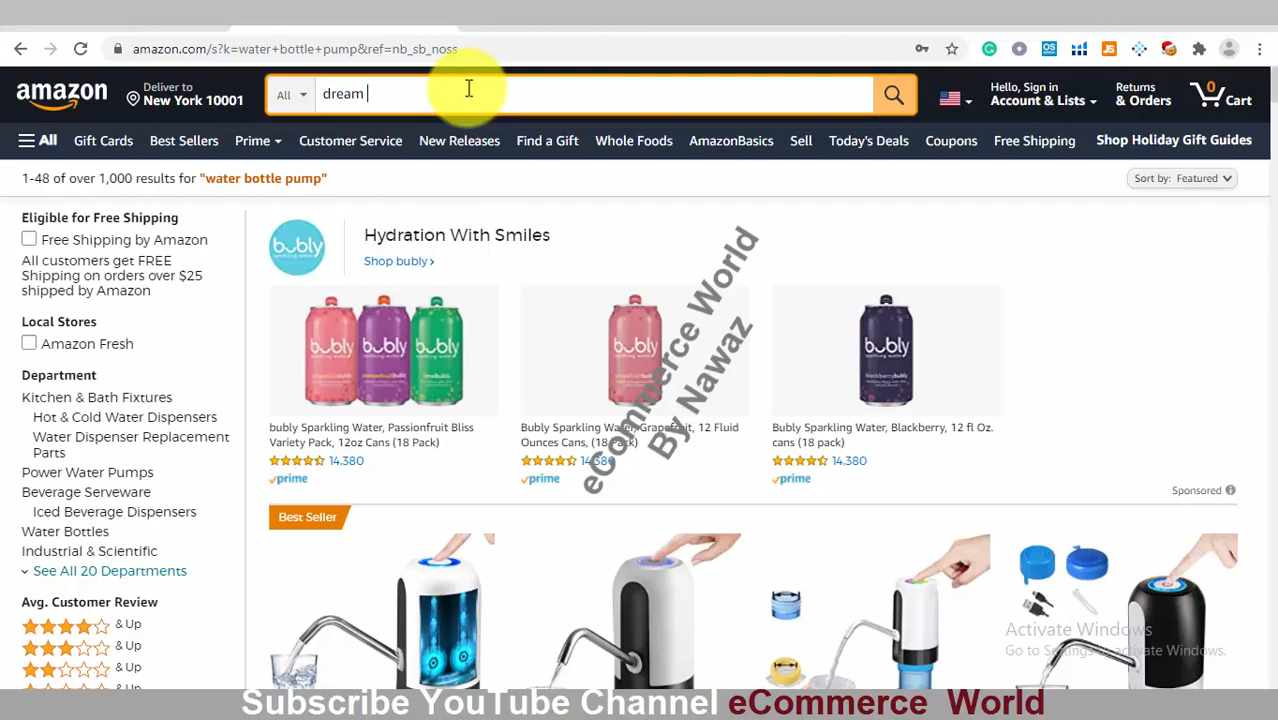 amazon.com/s?k=water+bottle+pump&ref=nb_sb_noss
amazon
Deliver to
New York 10001
All
dream
Hello, Sign in
Account & Lists
Returns
& Orders
0
Cart
All
Gift Cards
Best Sellers
Prime
Customer Service
New Releases
Find a Gift
Whole Foods
AmazonBasics
Sell
Today's Deals
Coupons
Free Shipping
Shop Holiday Gift Guides
1-48 of over 1,000 results for "water bottle pump"
Sort by: Featured
Eligible for Free Shipping
Free Shipping by Amazon
All customers get FREE
Shipping on orders over $25
shipped by Amazon
Local Stores
Amazon Fresh
Department
Kitchen & Bath Fixtures
Hot & Cold Water Dispensers
Water Dispenser Replacement
Parts
Power Water Pumps
Beverage Serveware
Iced Beverage Dispensers
Water Bottles
Industrial & Scientific
See All 20 Departments
Avg. Customer Review
& Up
& Up
& Up
bubly
Hydration With Smiles
Shop bubly ›
bubly
bubly
bubly
bubly
bubly
Bubly Sparkling Water, Passionfruit Bliss
Variety Pack, 12oz Cans (18 Pack)
14,380
prime
Bubly Sparkling Water, Grapefruit, 12 Fluid
Ounces Cans, (18 Pack)
14,380
prime
Bubly Sparkling Water, Blackberry, 12 fl Oz.
cans (18 pack)
14,380
prime
Sponsored
Best Seller
eCommerce World
By Nawaz
Activate Windows
Go to Settings to activate Windows.
Subscribe YouTube Channel eCommerce World